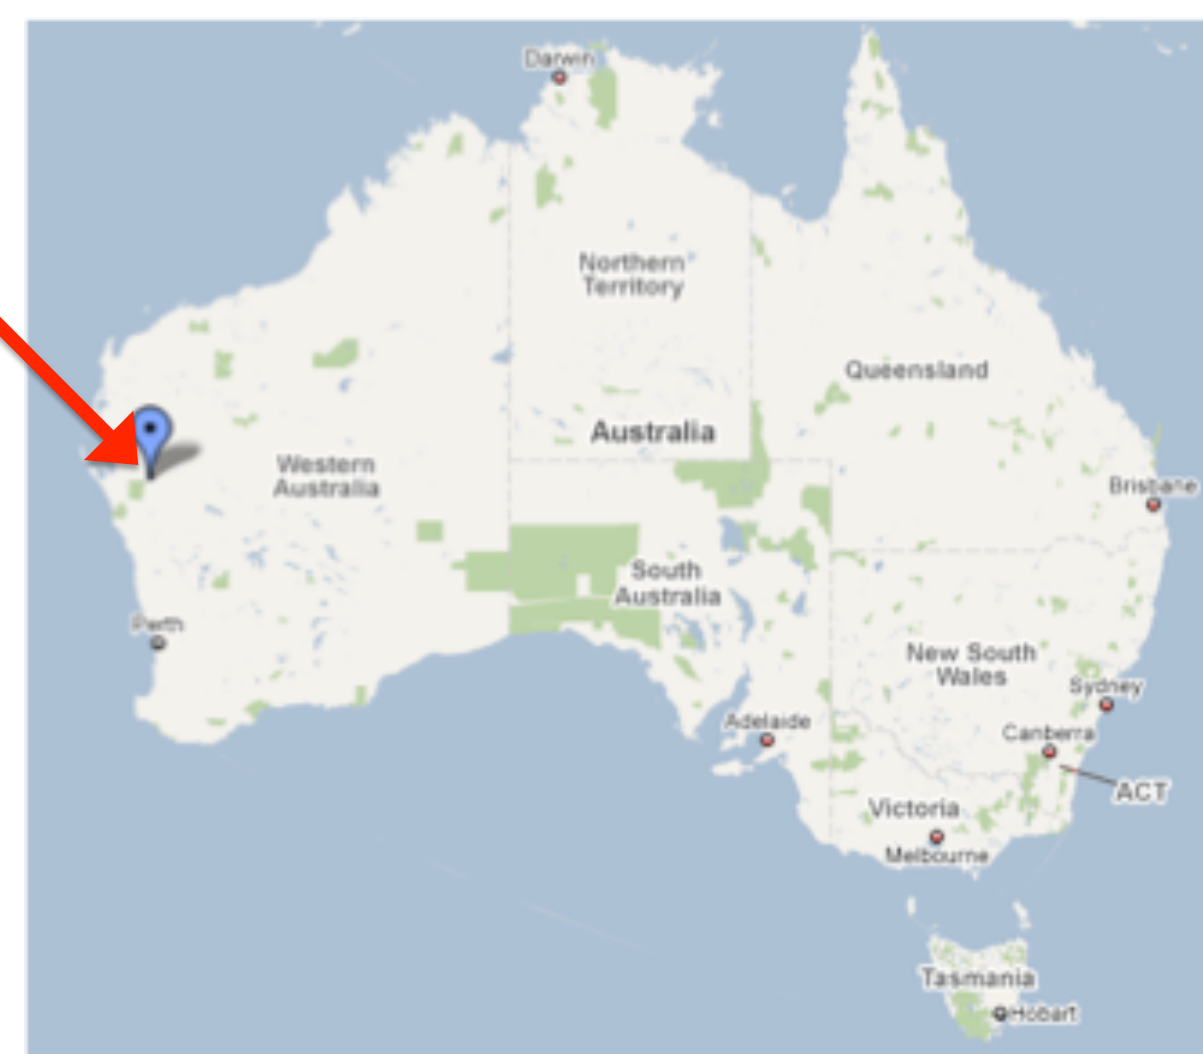 Darwin
Northern
Territory
Queensland
Australia
Western
Australia
Brisbane
South
Australia
Perth
New South
Wales
Sydney
Adelaide
Canberra
ACT
Victoria
Melbourne
Tasmania
Hobart